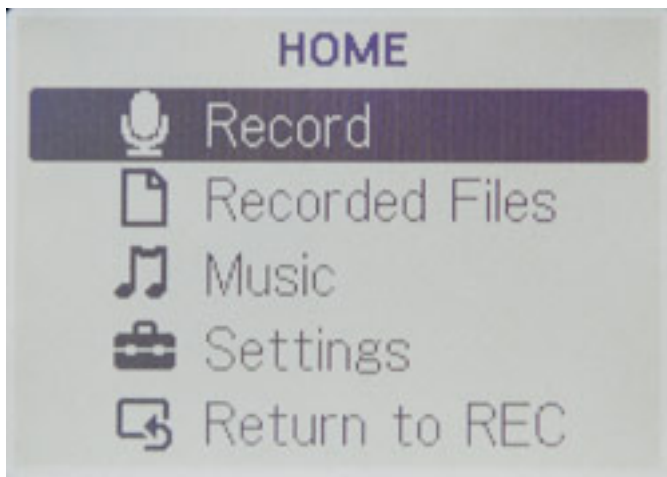 HOME
Record
Recorded Files
Music
Settings
Return to REC